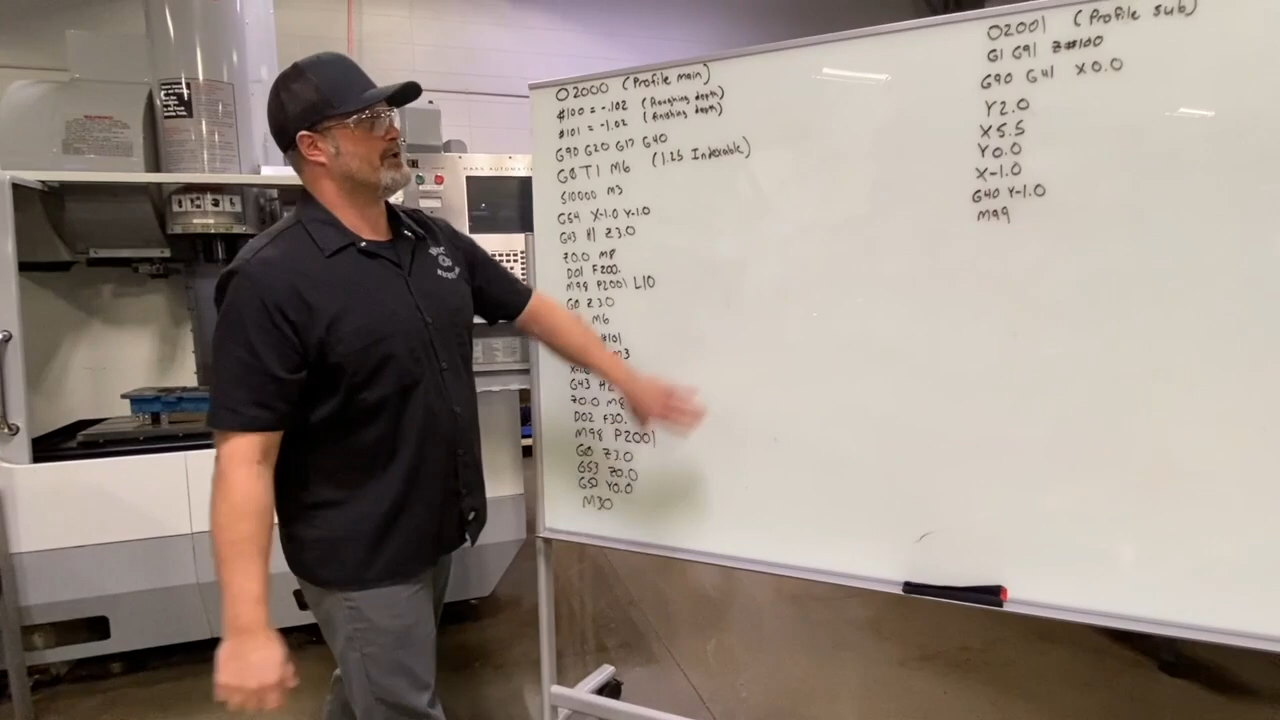 O2000 (Profile main)
#100 = -.102 (Roughing depth)
#101 = -1.02 (finishing depth)
G90 G20 G17 G40
G0 T1 M6 (1.25 Indexable)
S10000 M3
G54 X-1.0 Y-1.0
G43 H1 Z3.0
Z0.0 M8
D01 F200.
M98 P2001 L10
G0 Z3.0
M6
#101
M3
G43 H2
Z0.0 M8
D02 F30.
M98 P2001
G0 Z3.0
G53 Z0.0
G53 Y0.0
M30
O2001 (Profile sub)
G1 G91 Z#100
G90 G41 X0.0
Y2.0
X5.5
Y0.0
X-1.0
G40 Y-1.0
M99
HAAS AUTOMATION